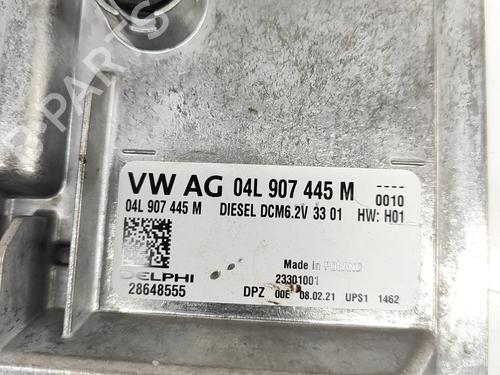 VW AG 04L 907 445 M 0010
04L 907 445 M DIESEL DCM6.2V 33 01 HW: H01
Made in POLAND
DELPHI 23301001
28648555 DPZ 00E 08.02.21 UPS1 1462
B-PARTS